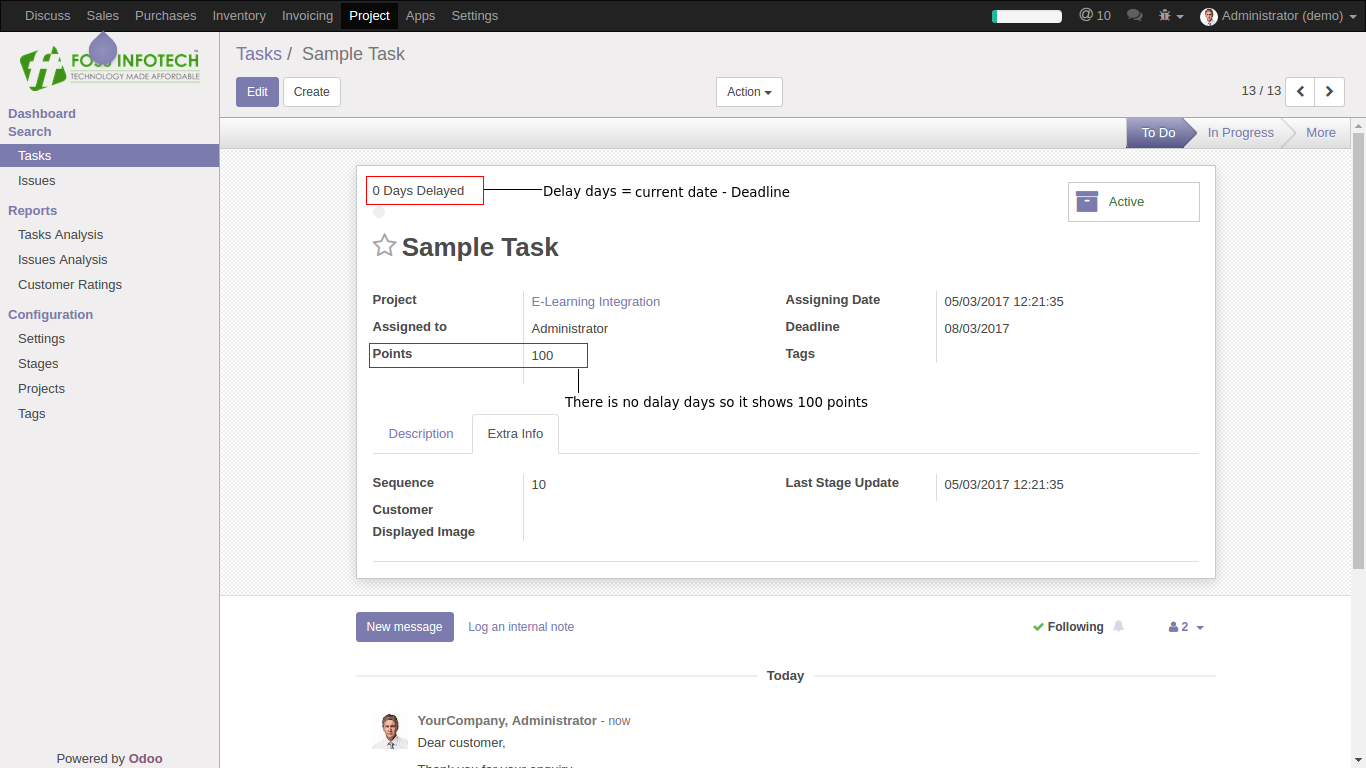 Discuss Sales Purchases Inventory Invoicing Project Apps Settings @ 10 Administrator (demo)
FOSS INFOTECH
TECHNOLOGY MADE AFFORDABLE
Tasks / Sample Task
Edit Create Action 13 / 13
Dashboard
Search
Tasks
Issues
Reports
Tasks Analysis
Issues Analysis
Customer Ratings
Configuration
Settings
Stages
Projects
Tags
Powered by Odoo
To Do In Progress More
0 Days Delayed Delay days = current date - Deadline
Active
Sample Task
Project E-Learning Integration Assigning Date 05/03/2017 12:21:35
Assigned to Administrator Deadline 08/03/2017
Points 100 Tags
There is no dalay days so it shows 100 points
Description Extra Info
Sequence 10 Last Stage Update 05/03/2017 12:21:35
Customer
Displayed Image
New message Log an internal note Following 2
Today
YourCompany, Administrator - now
Dear customer,
Thank you for your enquiry